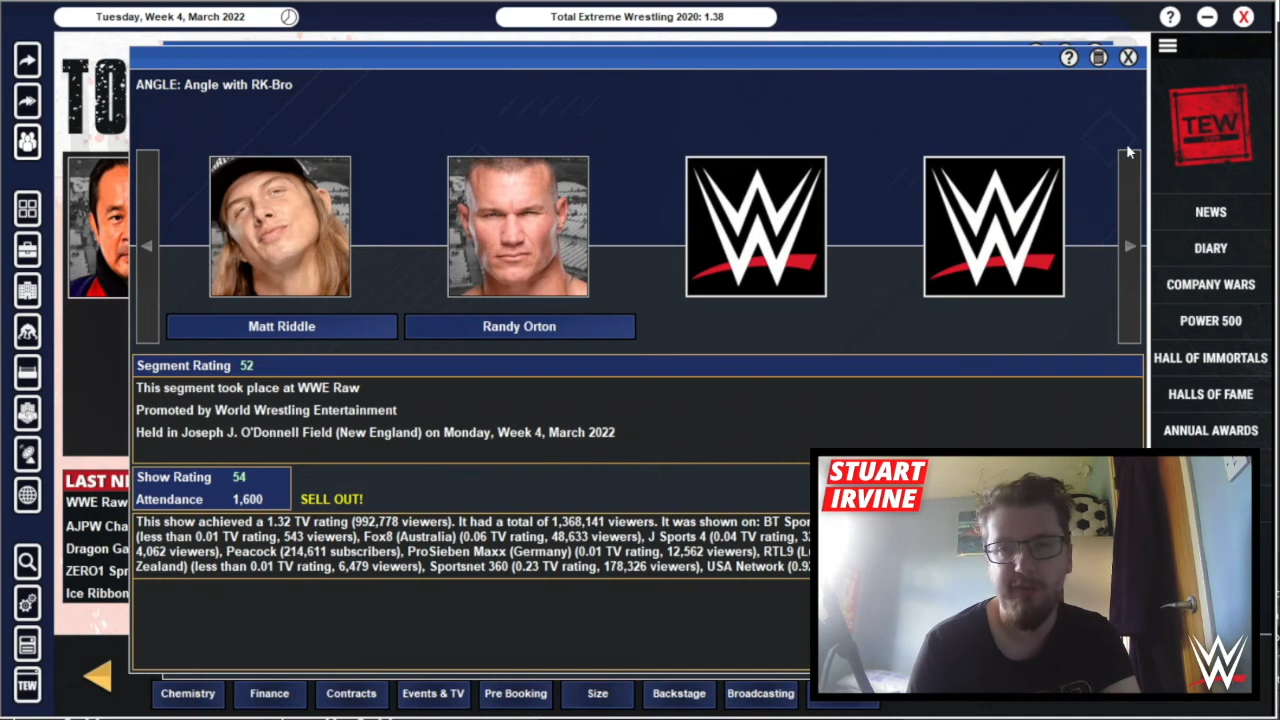 Tuesday, Week 4, March 2022
Total Extreme Wrestling 2020: 1.38
?
X
TO
? X
ANGLE: Angle with RK-Bro
TEW
.COM
NEWS
DIARY
COMPANY WARS
POWER 500
HALL OF IMMORTALS
HALLS OF FAME
ANNUAL AWARDS
Matt Riddle
Randy Orton
Segment Rating 52
This segment took place at WWE Raw
Promoted by World Wrestling Entertainment
Held in Joseph J. O'Donnell Field (New England) on Monday, Week 4, March 2022
Show Rating 54
Attendance 1,600 SELL OUT!
This show achieved a 1.32 TV rating (992,778 viewers). It had a total of 1,368,141 viewers. It was shown on: BT Spor
(less than 0.01 TV rating, 543 viewers), Fox8 (Australia) (0.06 TV rating, 48,633 viewers), J Sports 4 (0.04 TV rating, 32
4,062 viewers), Peacock (214,611 subscribers), ProSieben Maxx (Germany) (0.01 TV rating, 12,562 viewers), RTL9 (L
Zealand) (less than 0.01 TV rating, 6,479 viewers), Sportsnet 360 (0.23 TV rating, 178,326 viewers), USA Network (0.92
LAST NI
WWE Raw
AJPW Cha
Dragon Ga
ZERO1 Spr
Ice Ribbon
STUART
IRVINE
TEW
Chemistry
Finance
Contracts
Events & TV
Pre Booking
Size
Backstage
Broadcasting